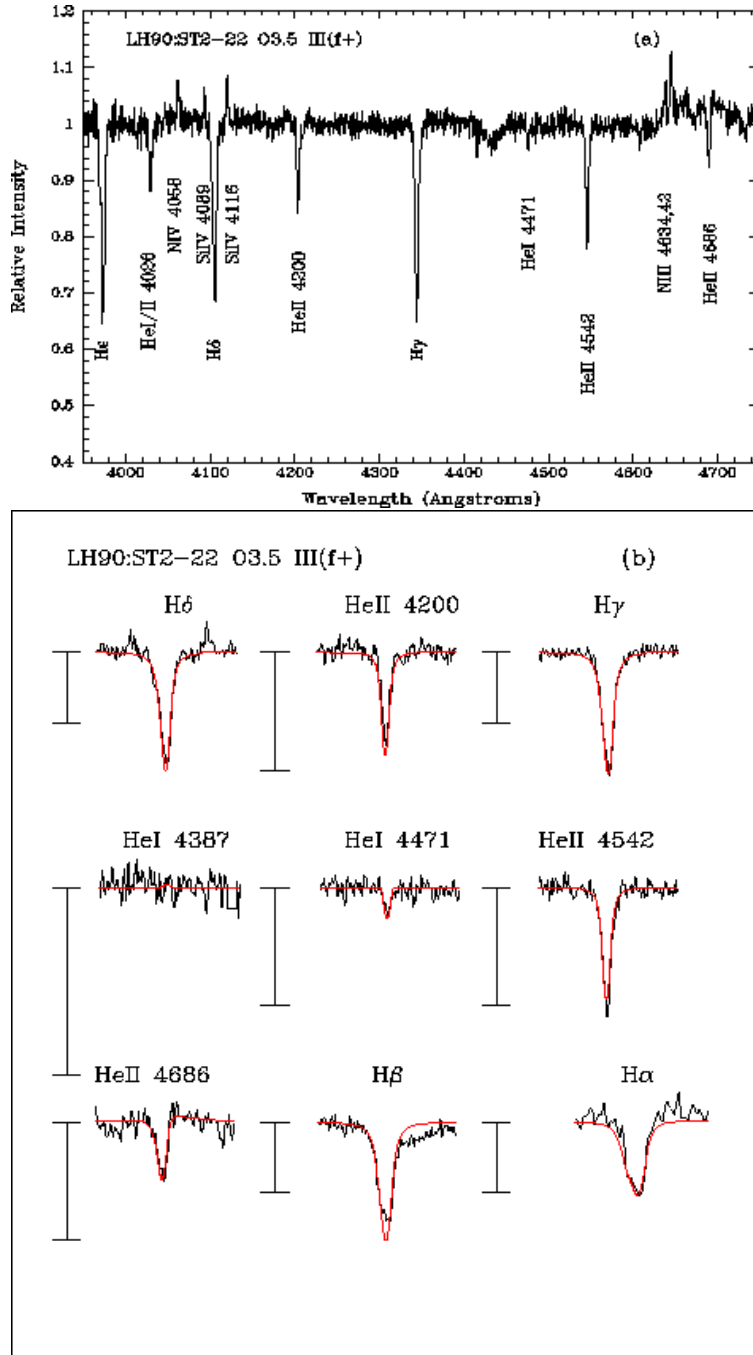 LH90:ST2-22 O3.5 III(f+) (a)
1.2
1.1
1
0.9
0.8
0.7
0.6
0.5
0.4
Relative Intensity
Hε
HeI/II 4026
NIV 4058
SiIV 4089
Hδ
SiIV 4116
HeII 4200
Hγ
HeI 4471
HeII 4542
NIII 4634,42
HeII 4686
4000 4100 4200 4300 4400 4500 4600 4700
Wavelength (Angstroms)
LH90:ST2-22 O3.5 III(f+) (b)
Hδ HeII 4200 Hγ
HeI 4387 HeI 4471 HeII 4542
HeII 4686 Hβ Hα